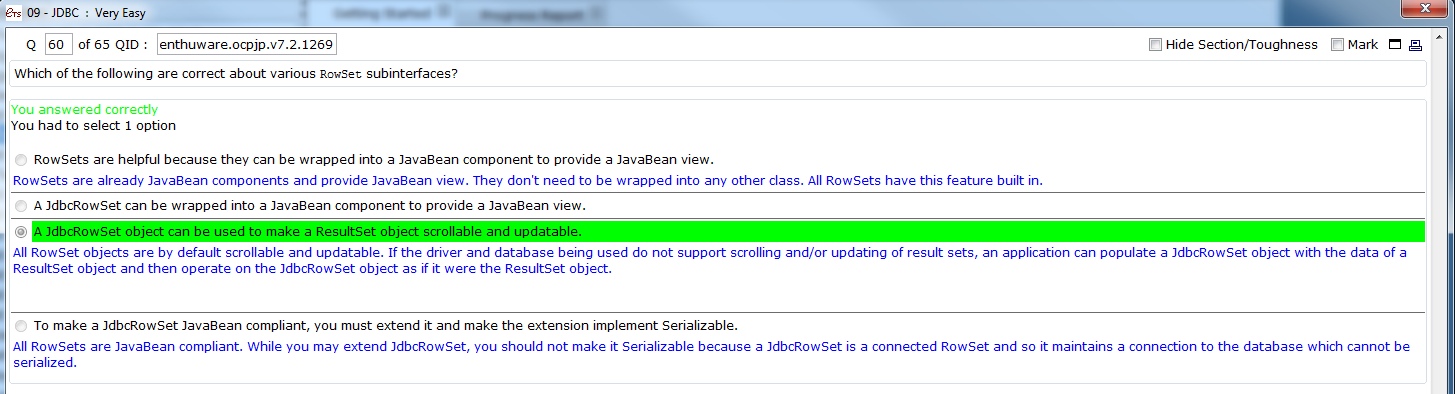 Getting Started
Progress Report
Ets 09 - JDBC : Very Easy
Q 60 of 65 QID : enthuware.ocpjp.v7.2.1269
Hide Section/Toughness Mark
Which of the following are correct about various RowSet subinterfaces?
You answered correctly
You had to select 1 option
RowSets are helpful because they can be wrapped into a JavaBean component to provide a JavaBean view.
RowSets are already JavaBean components and provide JavaBean view. They don't need to be wrapped into any other class. All RowSets have this feature built in.
A JdbcRowSet can be wrapped into a JavaBean component to provide a JavaBean view.
A JdbcRowSet object can be used to make a ResultSet object scrollable and updatable.
All RowSet objects are by default scrollable and updatable. If the driver and database being used do not support scrolling and/or updating of result sets, an application can populate a JdbcRowSet object with the data of a
ResultSet object and then operate on the JdbcRowSet object as if it were the ResultSet object.
To make a JdbcRowSet JavaBean compliant, you must extend it and make the extension implement Serializable.
All RowSets are JavaBean compliant. While you may extend JdbcRowSet, you should not make it Serializable because a JdbcRowSet is a connected RowSet and so it maintains a connection to the database which cannot be
serialized.